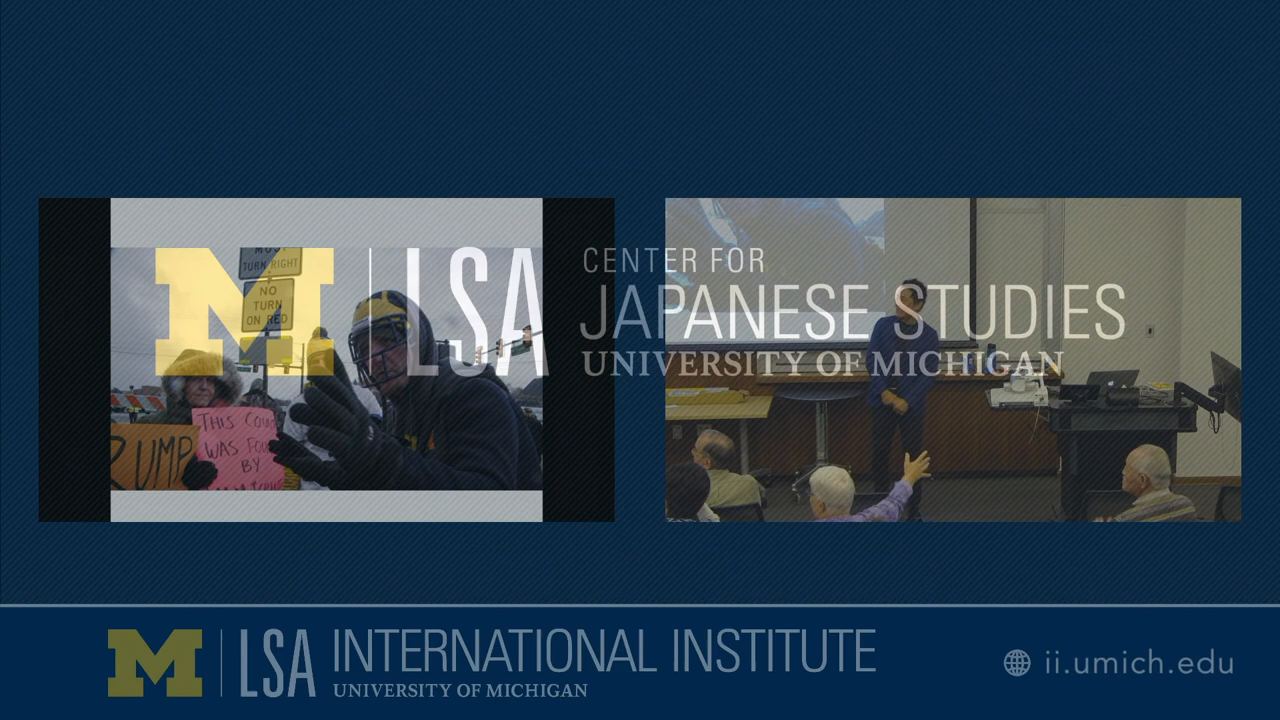 MUST
TURN RIGHT
NO
TURN
ON RED
RUMP
THIS COU
WAS FOU
BY
M LSA
CENTER FOR
JAPANESE STUDIES
UNIVERSITY OF MICHIGAN
M LSA INTERNATIONAL INSTITUTE
UNIVERSITY OF MICHIGAN
ii.umich.edu